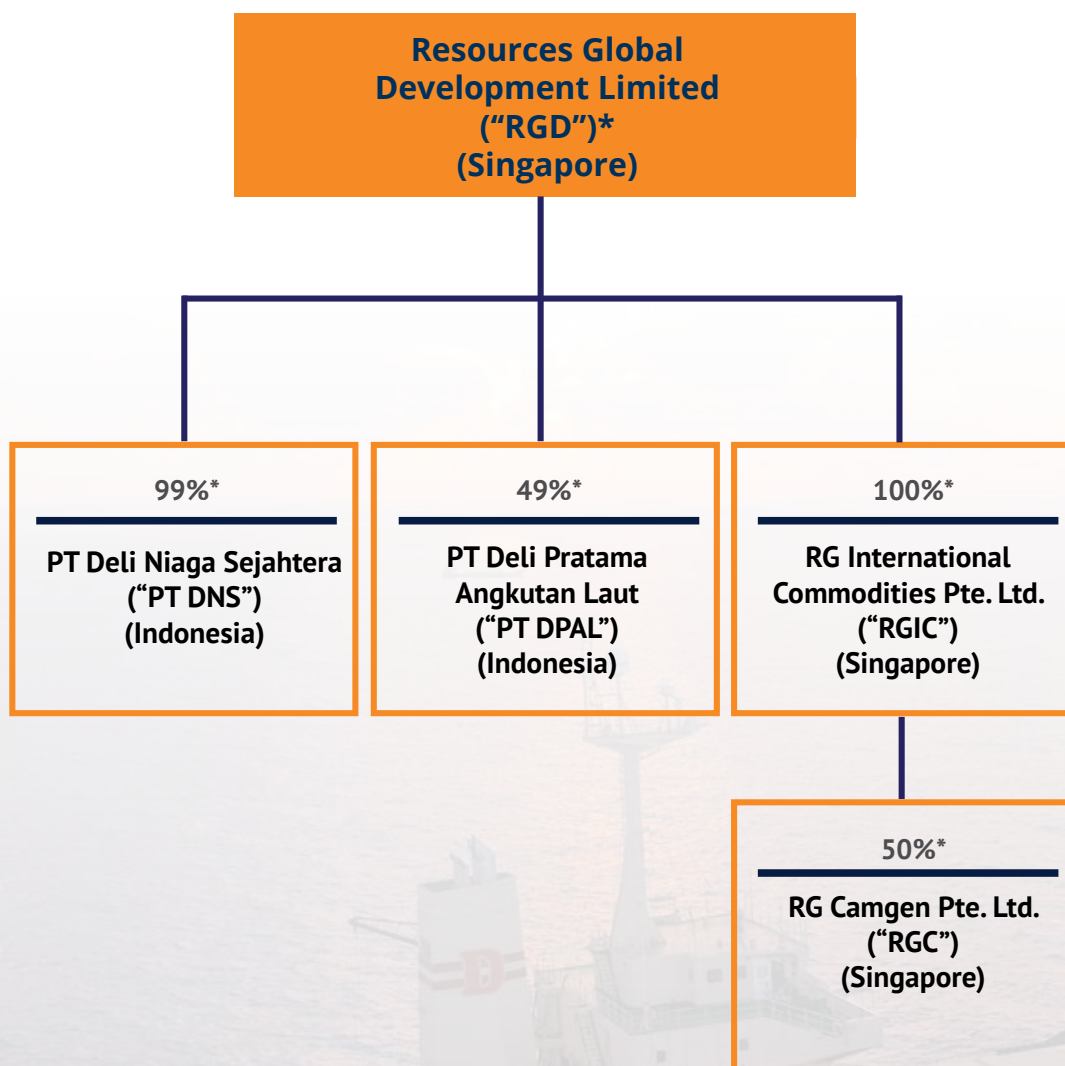 Resources Global
Development Limited
(“RGD”)*
(Singapore)
99%*
PT Deli Niaga Sejahtera
(“PT DNS”)
(Indonesia)
49%*
PT Deli Pratama
Angkutan Laut
(“PT DPAL”)
(Indonesia)
100%*
RG International
Commodities Pte. Ltd.
(“RGIC”)
(Singapore)
50%*
RG Camgen Pte. Ltd.
(“RGC”)
(Singapore)
D